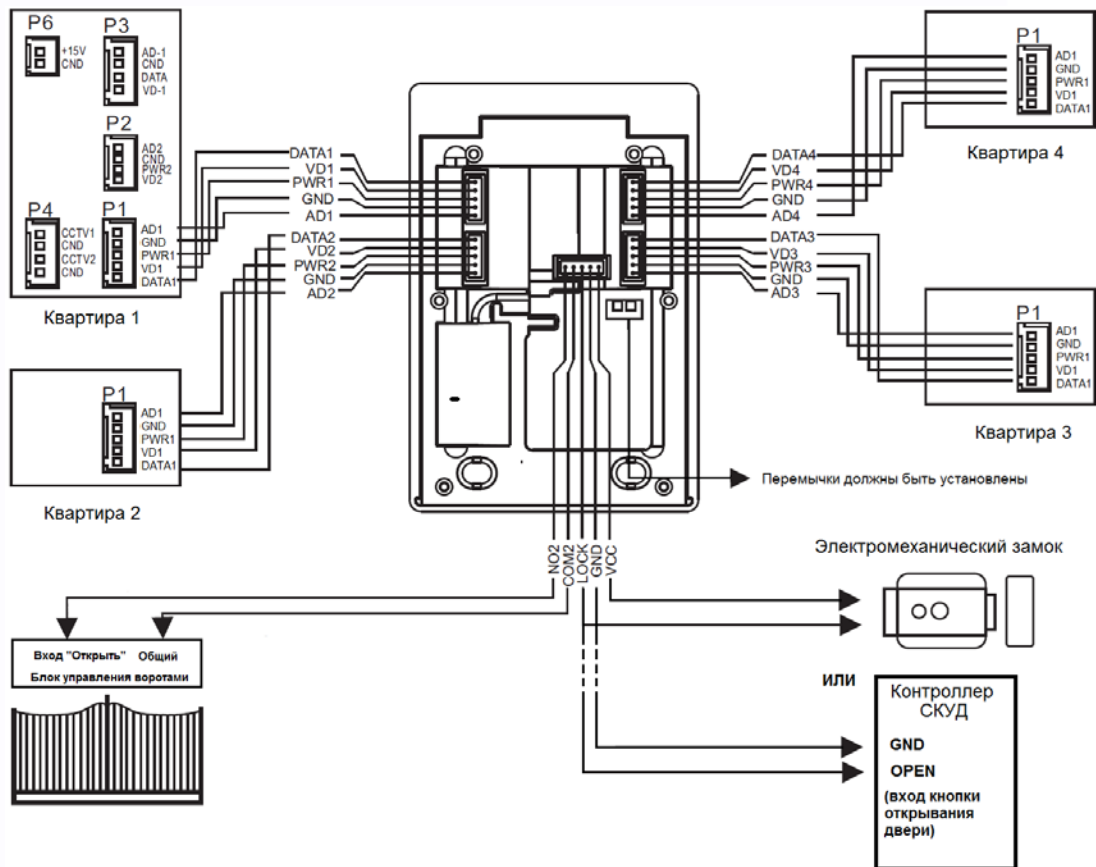 P6
+15V
CND
P3
AD-1
CND
DATA
VD-1
P2
AD2
CND
PWR2
VD2
P4
CCTV1
CND
CCTV2
CND
P1
AD1
GND
PWR1
VD1
DATA1
Квартира 1
P1
AD1
GND
PWR1
VD1
DATA1
Квартира 2
DATA1
VD1
PWR1
GND
AD1
DATA2
VD2
PWR2
GND
AD2
DATA4
VD4
PWR4
GND
AD4
DATA3
VD3
PWR3
GND
AD3
P1
AD1
GND
PWR1
VD1
DATA1
Квартира 4
P1
AD1
GND
PWR1
VD1
DATA1
Квартира 3
Перемычки должны быть установлены
NO2
COM2
LOCK
GND
VCC
Электромеханический замок
Вход "Открыть" Общий
Блок управления воротами
ИЛИ
Контроллер
СКУД
GND
OPEN
(вход кнопки
открывания
двери)